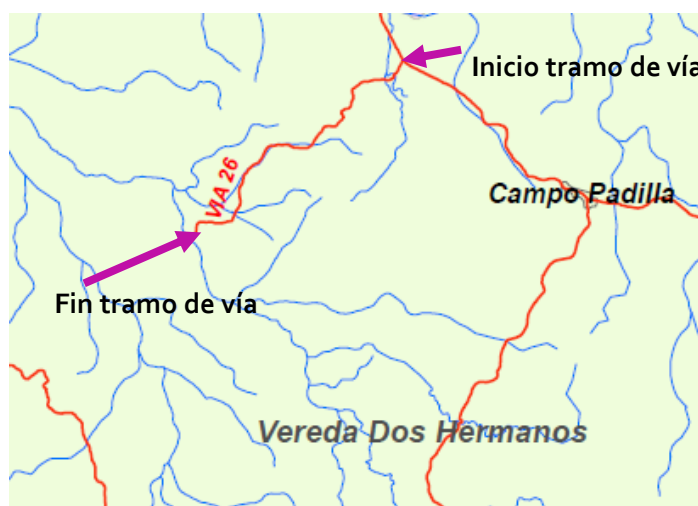 Inicio tramo de vía
Campo Padilla
VIA 26
Fin tramo de vía
Vereda Dos Hermanos